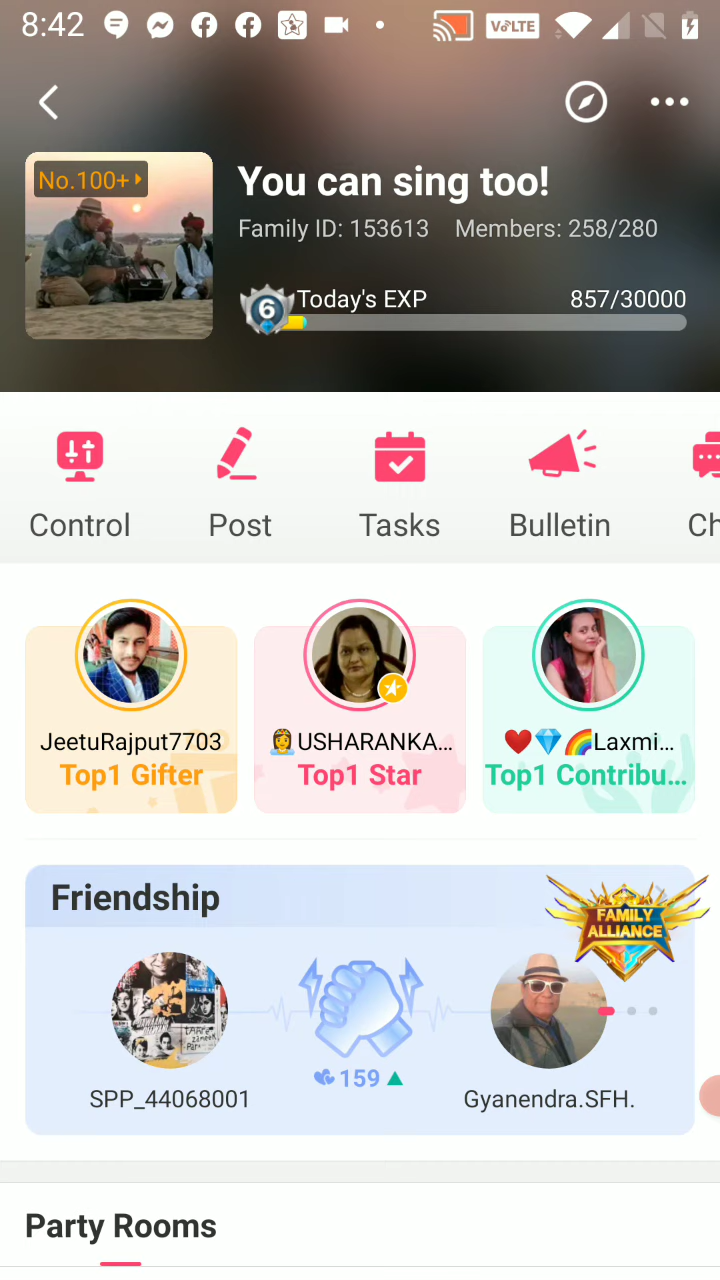 8:42
VoLTE
No.100+
You can sing too!
Family ID: 153613 Members: 258/280
6 Today's EXP 857/30000
Control Post Tasks Bulletin Ch
JeetuRajput7703 👸USHARANKA... ❤️💎🌈Laxmi...
Top1 Gifter Top1 Star Top1 Contribu...
Friendship
FAMILY
ALLIANCE
159
SPP_44068001 Gyanendra.SFH.
Party Rooms